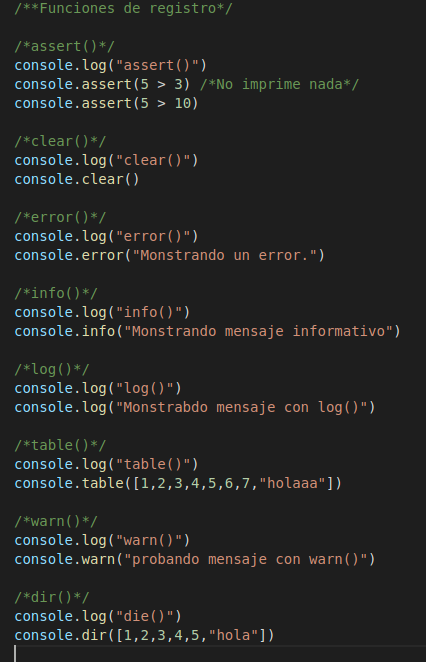 /**Funciones de registro*/
/*assert()*/
console.log("assert()")
console.assert(5 > 3) /*No imprime nada*/
console.assert(5 > 10)
/*clear()*/
console.log("clear()")
console.clear()
/*error()*/
console.log("error()")
console.error("Monstrando un error.")
/*info()*/
console.log("info()")
console.info("Monstrando mensaje informativo")
/*log()*/
console.log("log()")
console.log("Monstrabdo mensaje con log()")
/*table()*/
console.log("table()")
console.table([1,2,3,4,5,6,7,"holaaa"])
/*warn()*/
console.log("warn()")
console.warn("probando mensaje con warn()")
/*dir()*/
console.log("die()")
console.dir([1,2,3,4,5,"hola"])